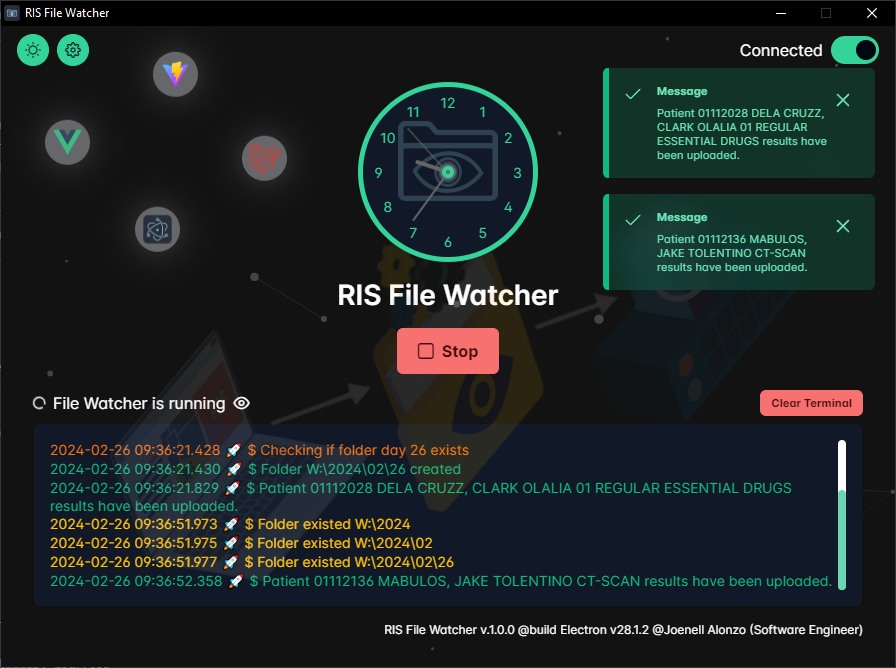 RIS File Watcher
Connected
Message
Patient 01112028 DELA CRUZZ,
CLARK OLALIA 01 REGULAR
ESSENTIAL DRUGS results have
been uploaded.
Message
Patient 01112136 MABULOS,
JAKE TOLENTINO CT-SCAN
results have been uploaded.
12
11
1
10
2
9
3
8
4
7
5
6
RIS File Watcher
Stop
File Watcher is running
Clear Terminal
2024-02-26 09:36:21.428 🚀 $ Checking if folder day 26 exists
2024-02-26 09:36:21.430 🚀 $ Folder W:\2024\02\26 created
2024-02-26 09:36:21.829 🚀 $ Patient 01112028 DELA CRUZZ, CLARK OLALIA 01 REGULAR ESSENTIAL DRUGS
results have been uploaded.
2024-02-26 09:36:51.973 🚀 $ Folder existed W:\2024
2024-02-26 09:36:51.975 🚀 $ Folder existed W:\2024\02
2024-02-26 09:36:51.977 🚀 $ Folder existed W:\2024\02\26
2024-02-26 09:36:52.358 🚀 $ Patient 01112136 MABULOS, JAKE TOLENTINO CT-SCAN results have been uploaded.
RIS File Watcher v.1.0.0 @build Electron v28.1.2 @Joenell Alonzo (Software Engineer)